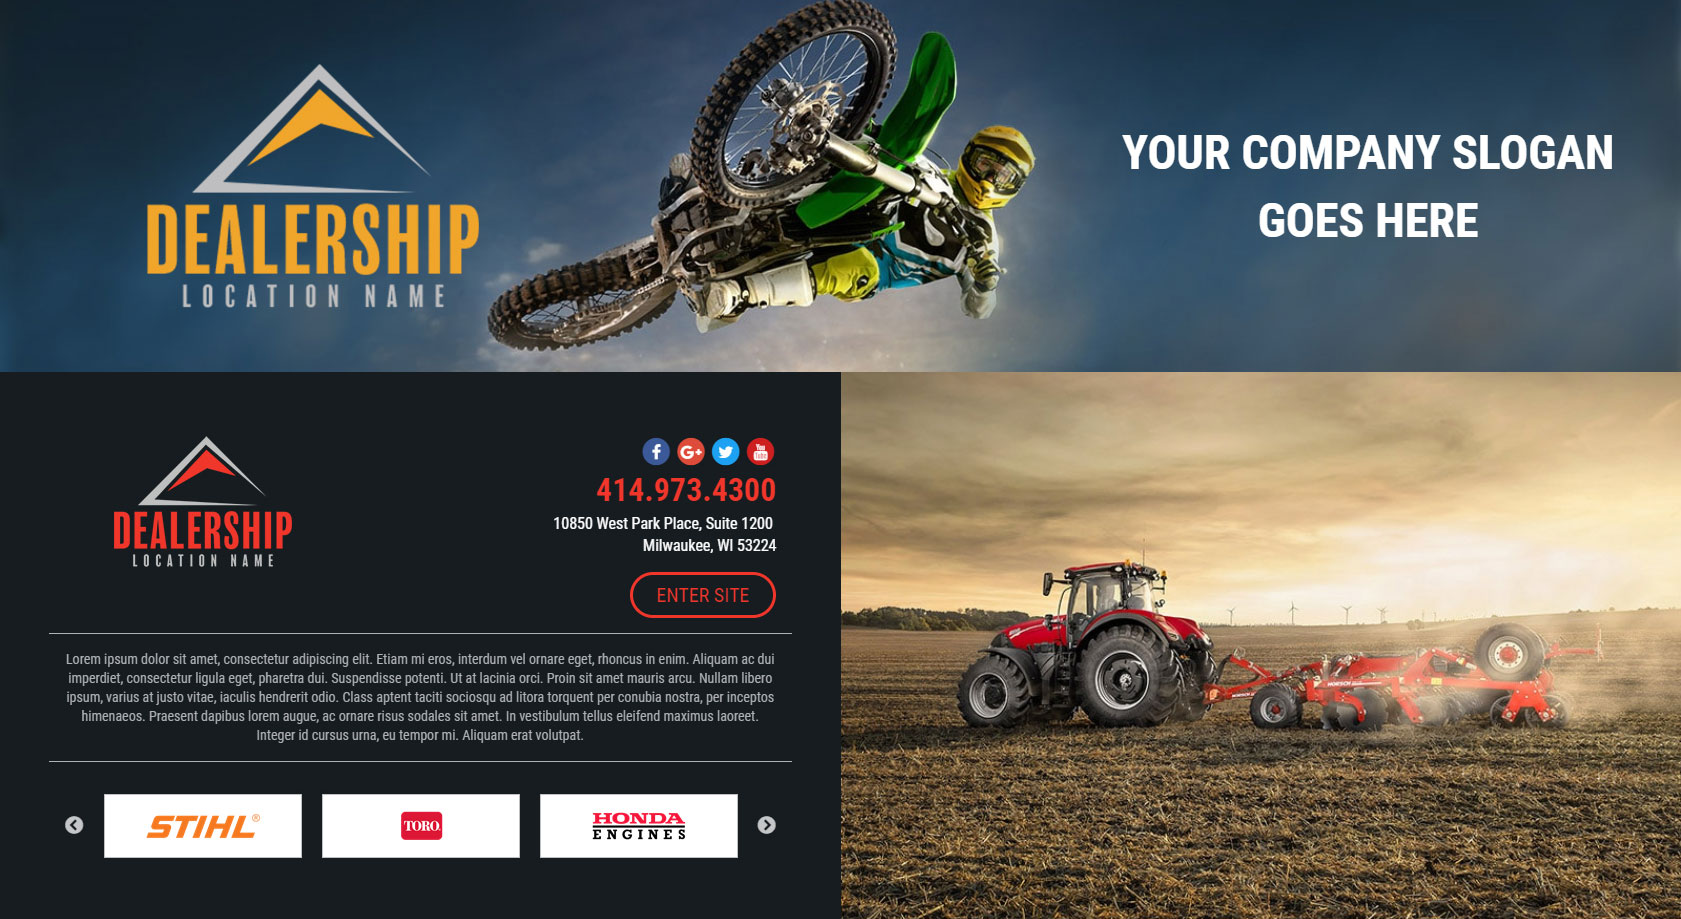 DEALERSHIP
LOCATION NAME
YOUR COMPANY SLOGAN
GOES HERE
DEALERSHIP
LOCATION NAME
f
G+
You
Tube
414.973.4300
10850 West Park Place, Suite 1200
Milwaukee, WI 53224
ENTER SITE
Lorem ipsum dolor sit amet, consectetur adipiscing elit. Etiam mi eros, interdum vel ornare eget, rhoncus in enim. Aliquam ac dui
imperdiet, consectetur ligula eget, pharetra dui. Suspendisse potenti. Ut at lacinia orci. Proin sit amet mauris arcu. Nullam libero
ipsum, varius at justo vitae, iaculis hendrerit odio. Class aptent taciti sociosqu ad litora torquent per conubia nostra, per inceptos
himenaeos. Praesent dapibus lorem augue, ac ornare risus sodales sit amet. In vestibulum tellus eleifend maximus laoreet.
Integer id cursus urna, eu tempor mi. Aliquam erat volutpat.
STIHL®
TORO
HONDA
ENGINES
HORSCH